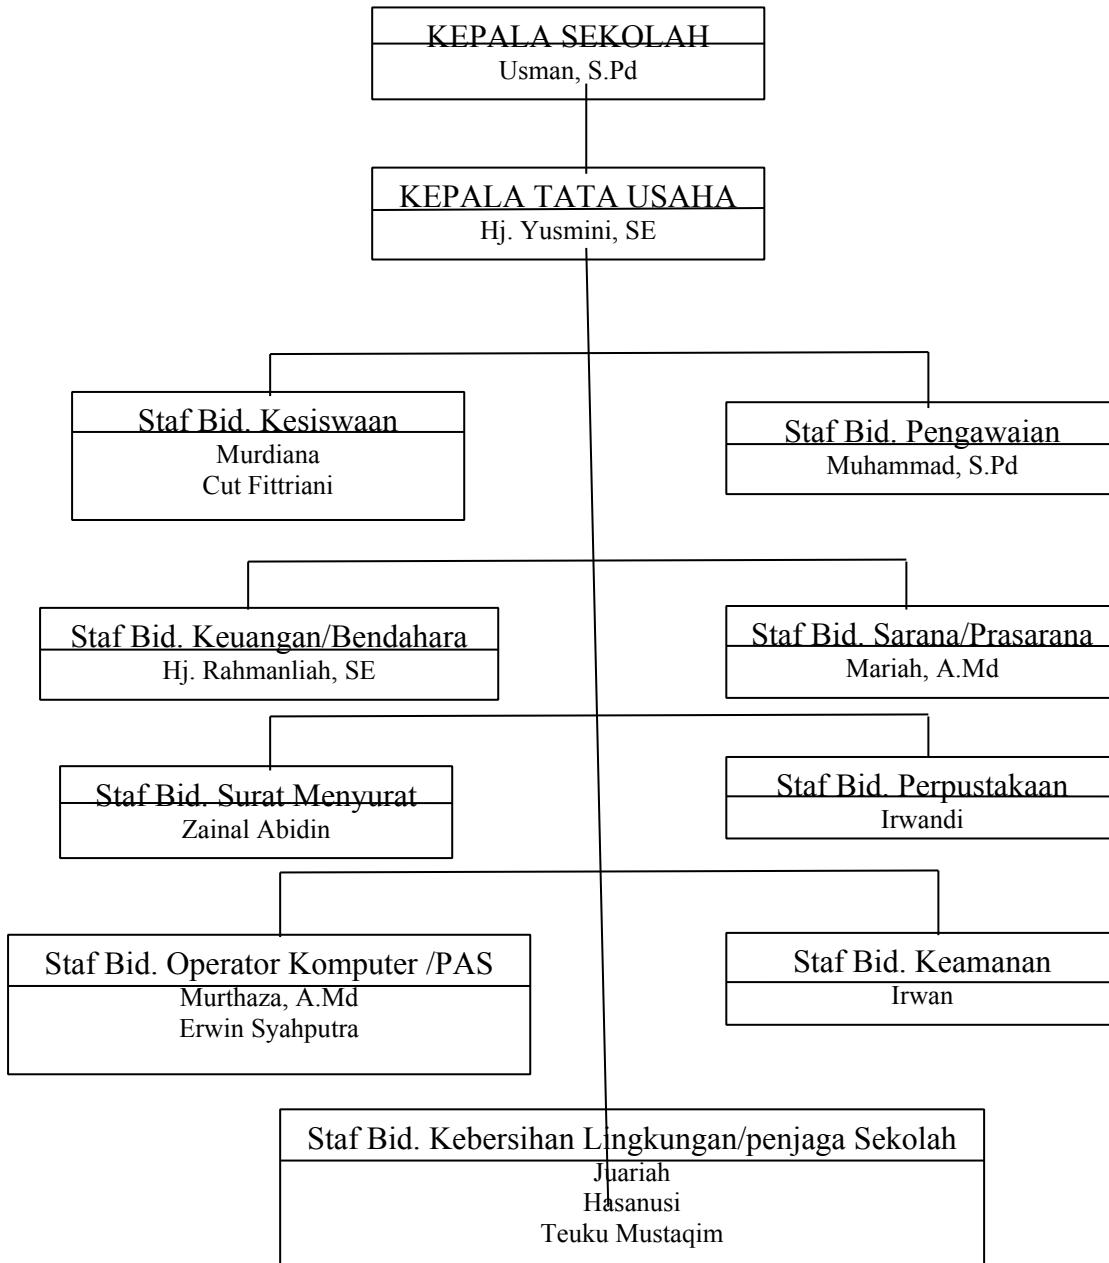 KEPALA SEKOLAH
Usman, S.Pd
KEPALA TATA USAHA
Hj. Yusmini, SE
Staf Bid. Kesiswaan
Murdiana
Cut Fittriani
Staf Bid. Pengawaian
Muhammad, S.Pd
Staf Bid. Keuangan/Bendahara
Hj. Rahmanliah, SE
Staf Bid. Sarana/Prasarana
Mariah, A.Md
Staf Bid. Surat Menyurat
Zainal Abidin
Staf Bid. Perpustakaan
Irwandi
Staf Bid. Operator Komputer /PAS
Murthaza, A.Md
Erwin Syahputra
Staf Bid. Keamanan
Irwan
Staf Bid. Kebersihan Lingkungan/penjaga Sekolah
Juariah
Hasanusi
Teuku Mustaqim